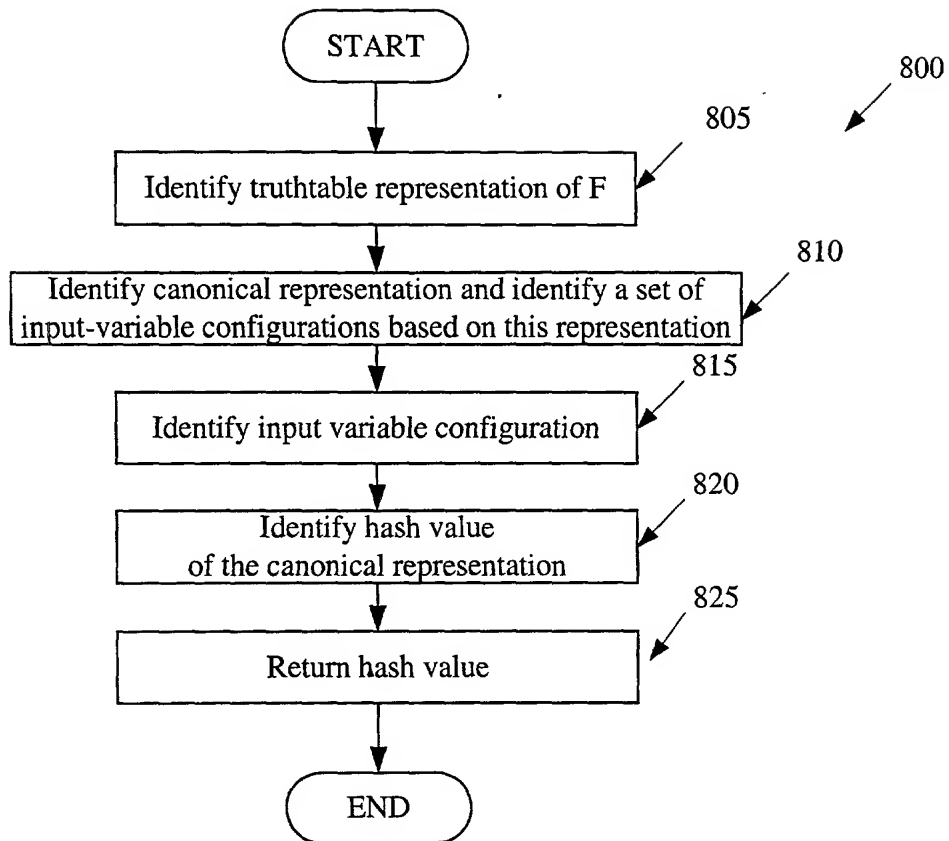 START
800
805
Identify truthtable representation of F
810
Identify canonical representation and identify a set of
input-variable configurations based on this representation
815
Identify input variable configuration
820
Identify hash value
of the canonical representation
825
Return hash value
END